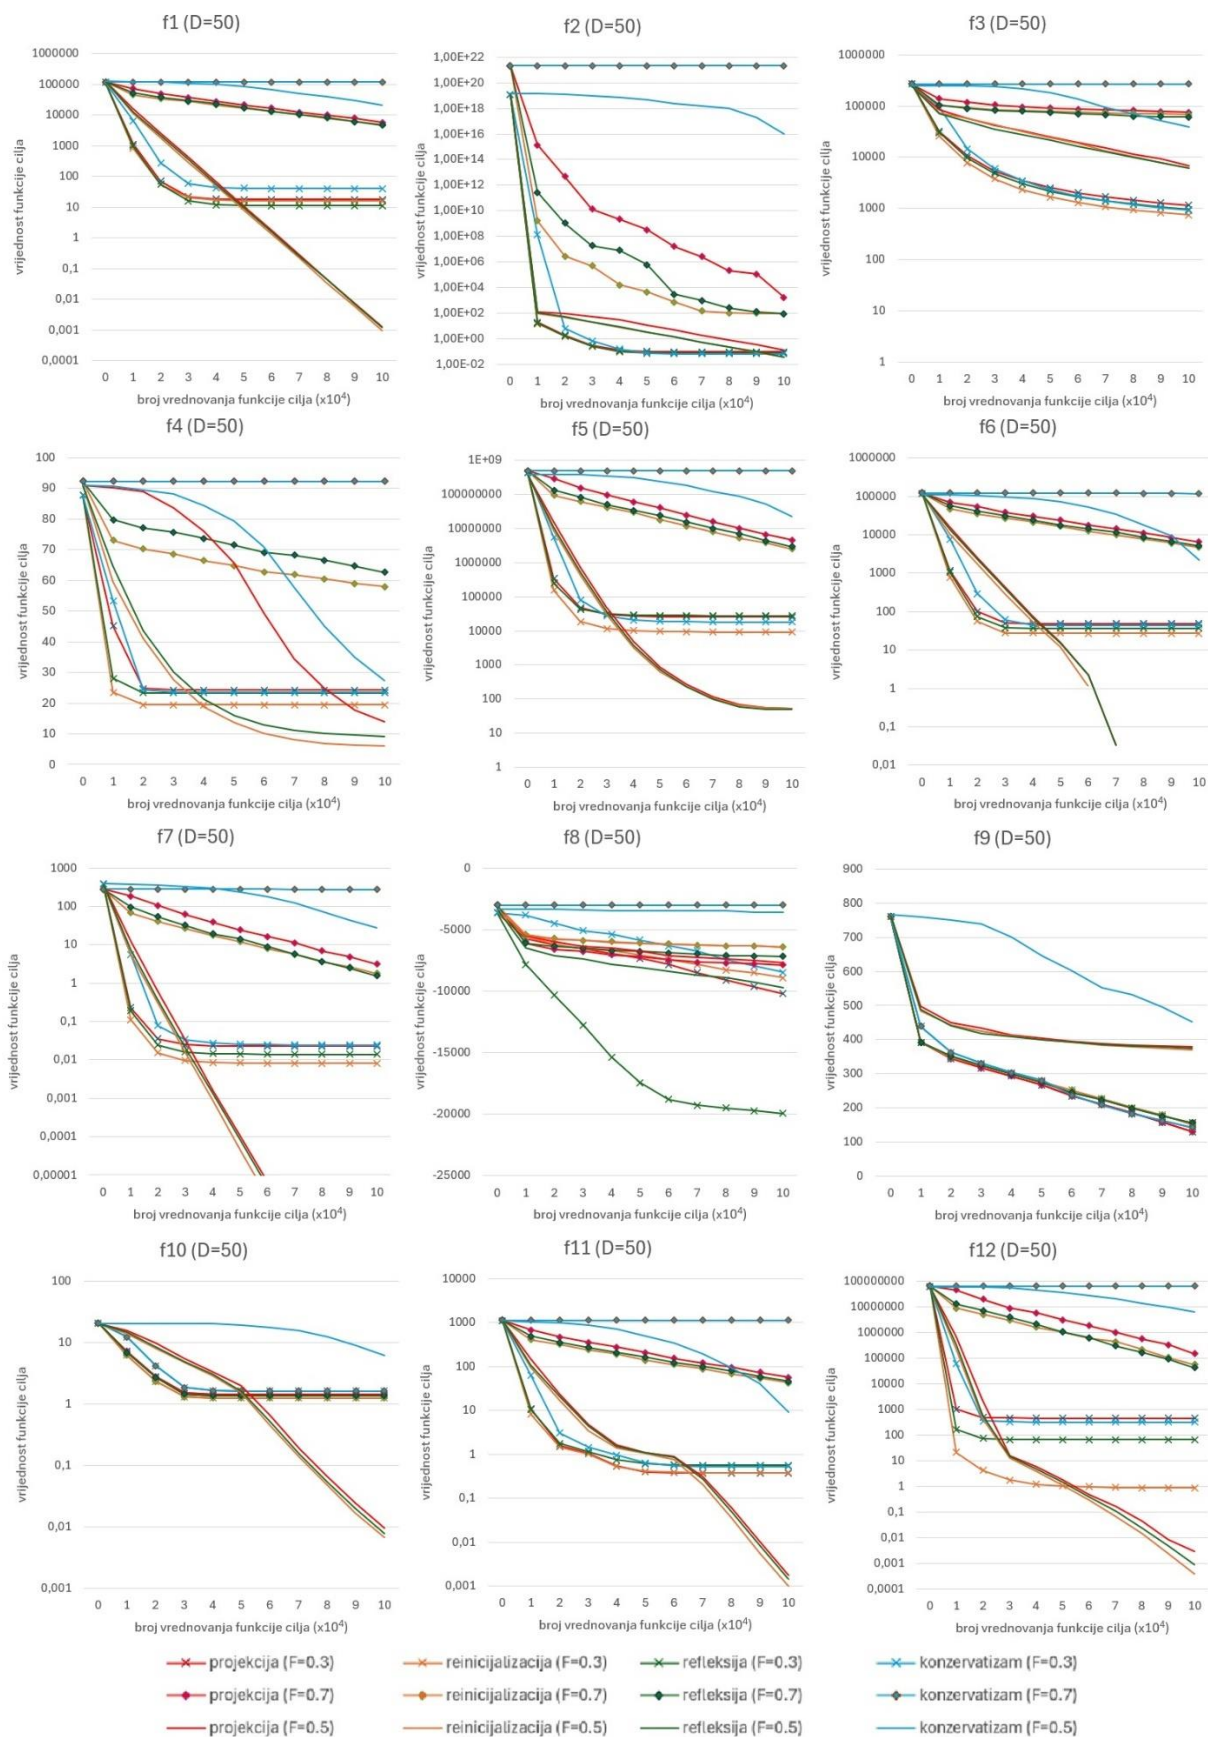 f1 (D=50)
vrijednost funkcije cilja
1000000
100000
10000
1000
100
10
1
0,1
0,01
0,001
0,0001
0 1 2 3 4 5 6 7 8 9 10
broj vrednovanja funkcije cilja (x10⁴)
f2 (D=50)
vrijednost funkcije cilja
1,00E+22
1,00E+20
1,00E+18
1,00E+16
1,00E+14
1,00E+12
1,00E+10
1,00E+08
1,00E+06
1,00E+04
1,00E+02
1,00E+00
1,00E-02
0 1 2 3 4 5 6 7 8 9 10
broj vrednovanja funkcije cilja (x10⁴)
f3 (D=50)
vrijednost funkcije cilja
1000000
100000
10000
1000
100
10
1
0 1 2 3 4 5 6 7 8 9 10
broj vrednovanja funkcije cilja (x10⁴)
f4 (D=50)
vrijednost funkcije cilja
100
90
80
70
60
50
40
30
20
10
0
0 1 2 3 4 5 6 7 8 9 10
broj vrednovanja funkcije cilja (x10⁴)
f5 (D=50)
vrijednost funkcije cilja
1E+09
100000000
10000000
1000000
100000
10000
1000
100
10
1
0 1 2 3 4 5 6 7 8 9 10
broj vrednovanja funkcije cilja (x10⁴)
f6 (D=50)
vrijednost funkcije cilja
1000000
100000
10000
1000
100
10
1
0,1
0,01
0 1 2 3 4 5 6 7 8 9 10
broj vrednovanja funkcije cilja (x10⁴)
f7 (D=50)
vrijednost funkcije cilja
1000
100
10
1
0,1
0,01
0,001
0,0001
0,00001
0 1 2 3 4 5 6 7 8 9 10
broj vrednovanja funkcije cilja (x10⁴)
f8 (D=50)
vrijednost funkcije cilja
0
-5000
-10000
-15000
-20000
-25000
0 1 2 3 4 5 6 7 8 9 10
broj vrednovanja funkcije cilja (x10⁴)
f9 (D=50)
vrijednost funkcije cilja
900
800
700
600
500
400
300
200
100
0
0 1 2 3 4 5 6 7 8 9 10
broj vrednovanja funkcije cilja (x10⁴)
f10 (D=50)
vrijednost funkcije cilja
100
10
1
0,1
0,01
0,001
0 1 2 3 4 5 6 7 8 9 10
broj vrednovanja funkcije cilja (x10⁴)
f11 (D=50)
vrijednost funkcije cilja
10000
1000
100
10
1
0,1
0,01
0,001
0 1 2 3 4 5 6 7 8 9 10
broj vrednovanja funkcije cilja (x10⁴)
f12 (D=50)
vrijednost funkcije cilja
100000000
10000000
1000000
100000
10000
1000
100
10
1
0,1
0,01
0,001
0,0001
0 1 2 3 4 5 6 7 8 9 10
broj vrednovanja funkcije cilja (x10⁴)
projekcija (F=0.3) reinicijalizacija (F=0.3) refleksija (F=0.3) konzervatizam (F=0.3)
projekcija (F=0.7) reinicijalizacija (F=0.7) refleksija (F=0.7) konzervatizam (F=0.7)
projekcija (F=0.5) reinicijalizacija (F=0.5) refleksija (F=0.5) konzervatizam (F=0.5)